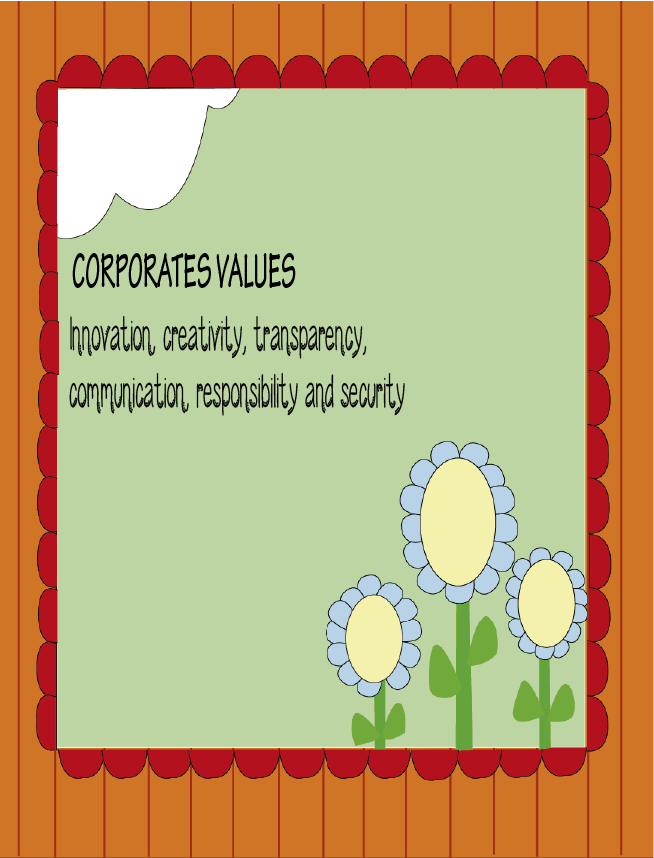 CORPORATES VALUES
Innovation, creativity, transparency,
communication, responsibility and security